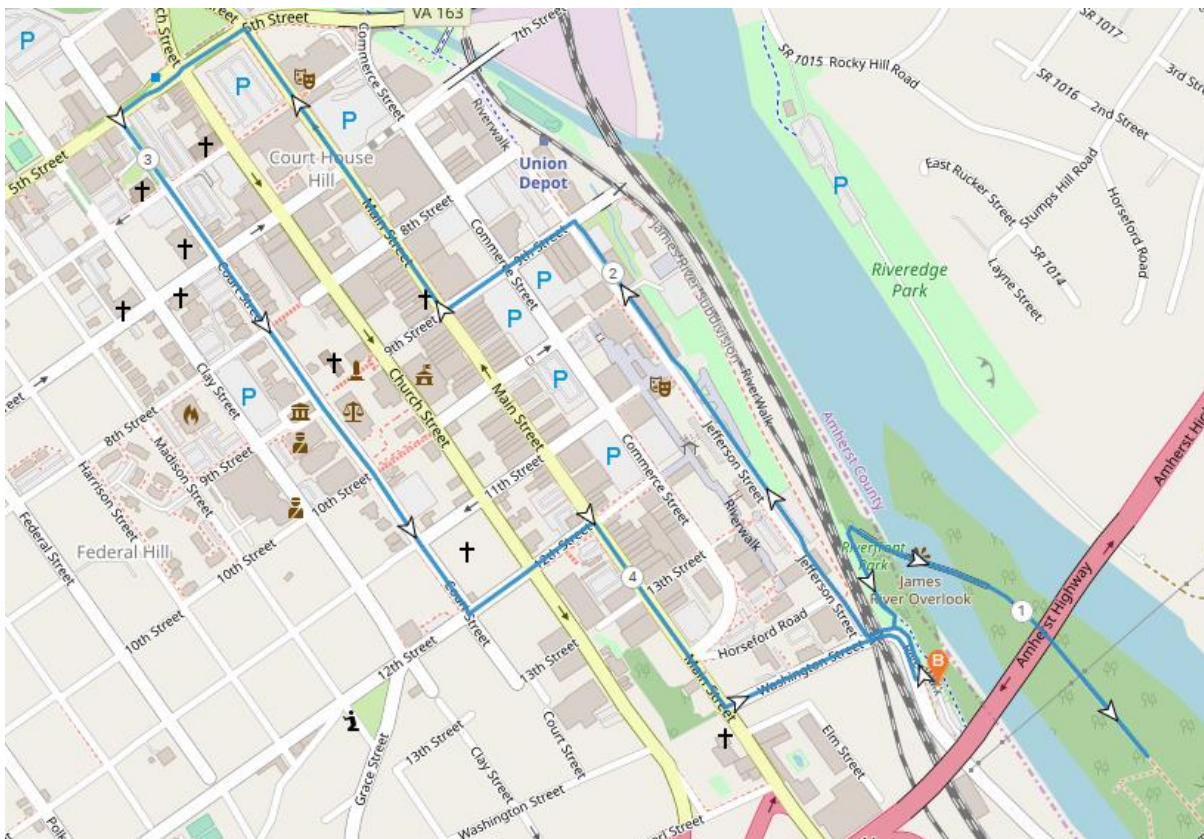 VA 163
5th Street
Church Street
Commerce Street
7th Street
SR 1017
SR 1015 Rocky Hill Road
SR 1016
2nd Street
Riverwalk
5th Street
3
Court House
Hill
Union
Depot
8th Street
Main Street
Commerce Street
9th Street
2
James River Subdivision
East Rucker Street
Stumps Hill Road
Horseford Road
SR 1014
Layne Street
Riveredge
Park
Court Street
9th Street
Clay Street
Church Street
Main Street
RiverWalk
Amherst County
Jefferson Street
8th Street
Madison Street
9th Street
Harrison Street
10th Street
11th Street
Commerce Street
Riverwalk
Federal Street
Federal Hill
10th Street
12th Street
4
13th Street
Riverfront
Park
James
River Overlook
1
Amherst Highway
Jefferson Street
Court Street
Horseford Road
10th Street
12th Street
13th Street
Main Street
Washington Street
B
Elm Street
Grace Street
13th Street
Clay Street
Court Street
Washington Street